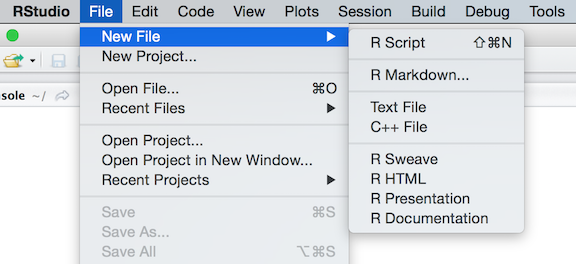 RStudio File Edit Code View Plots Session Build Debug Tools
New File ▶
New Project...
Open File... ⌘O
Recent Files ▶
Open Project...
Open Project in New Window...
Recent Projects ▶
Save ⌘S
Save As...
Save All ⌥⌘S
R Script ⇧⌘N
R Markdown...
Text File
C++ File
R Sweave
R HTML
R Presentation
R Documentation
nsole ~/